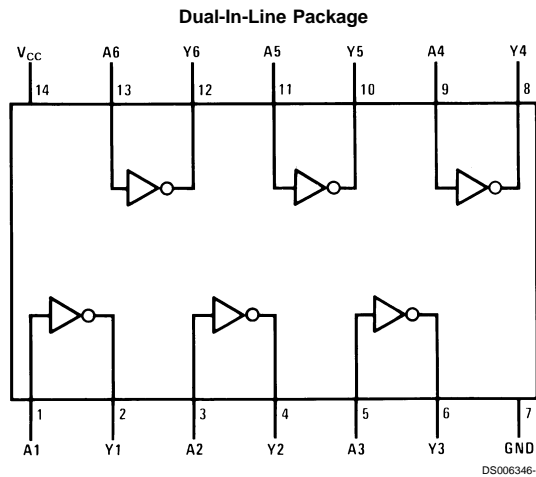 Dual-In-Line Package
VCC A6 Y6 A5 Y5 A4 Y4
14 13 12 11 10 9 8
1 2 3 4 5 6 7
A1 Y1 A2 Y2 A3 Y3 GND
DS006346-